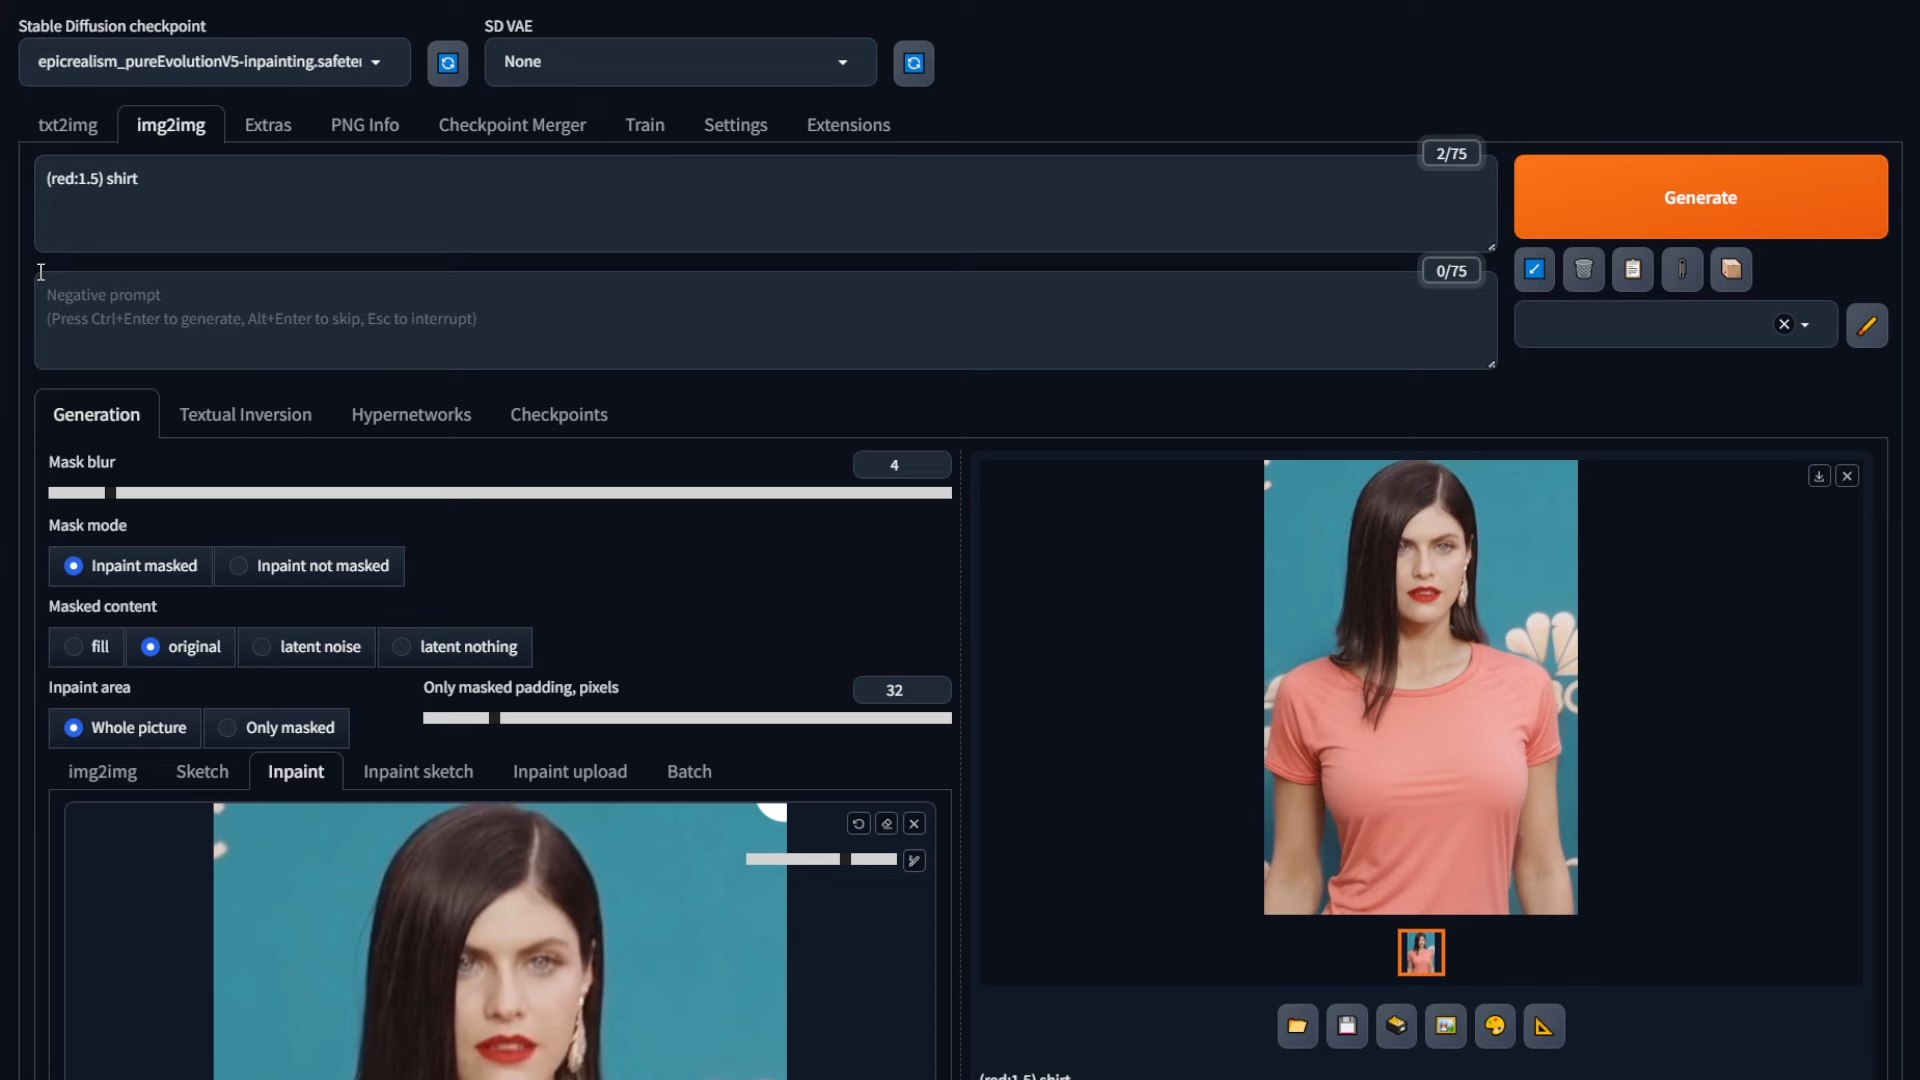 Stable Diffusion checkpoint
SD VAE
epicrealism_pureEvolutionV5-inpainting.safete
None
txt2img
img2img
Extras
PNG Info
Checkpoint Merger
Train
Settings
Extensions
2/75
(red:1.5) shirt
Generate
0/75
Negative prompt
(Press Ctrl+Enter to generate, Alt+Enter to skip, Esc to interrupt)
Generation
Textual Inversion
Hypernetworks
Checkpoints
Mask blur
4
Mask mode
Inpaint masked
Inpaint not masked
Masked content
fill
original
latent noise
latent nothing
Inpaint area
Only masked padding, pixels
32
Whole picture
Only masked
img2img
Sketch
Inpaint
Inpaint sketch
Inpaint upload
Batch
(red:1.5) shirt